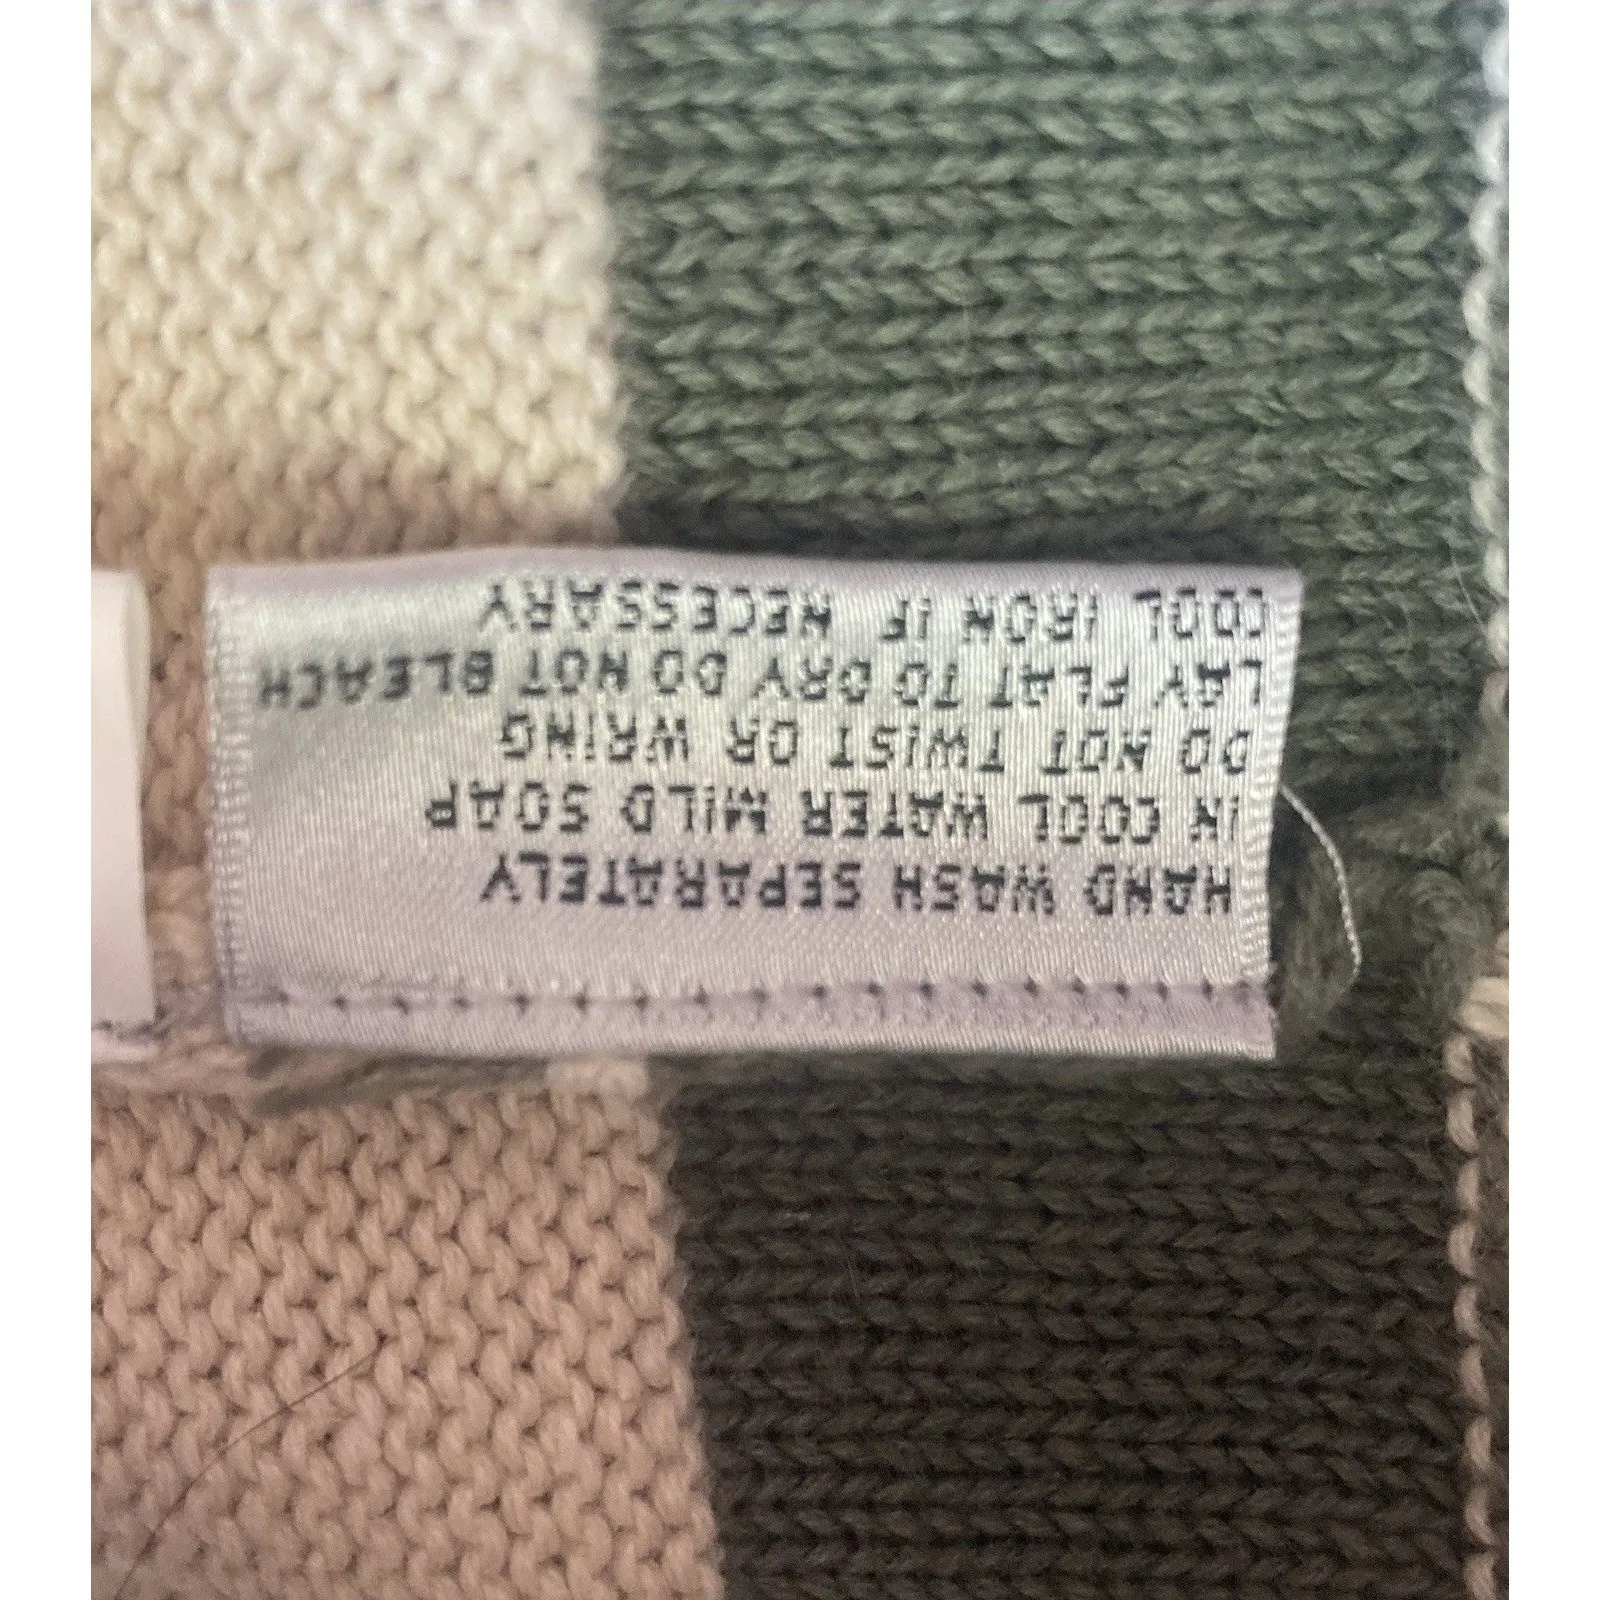 HAND WASH SEPARATELY
IN COOL WATER MILD SOAP
DO NOT TWIST OR WRING
LAY FLAT TO DRY DO NOT BLEACH
COOL IRON IF NECESSARY